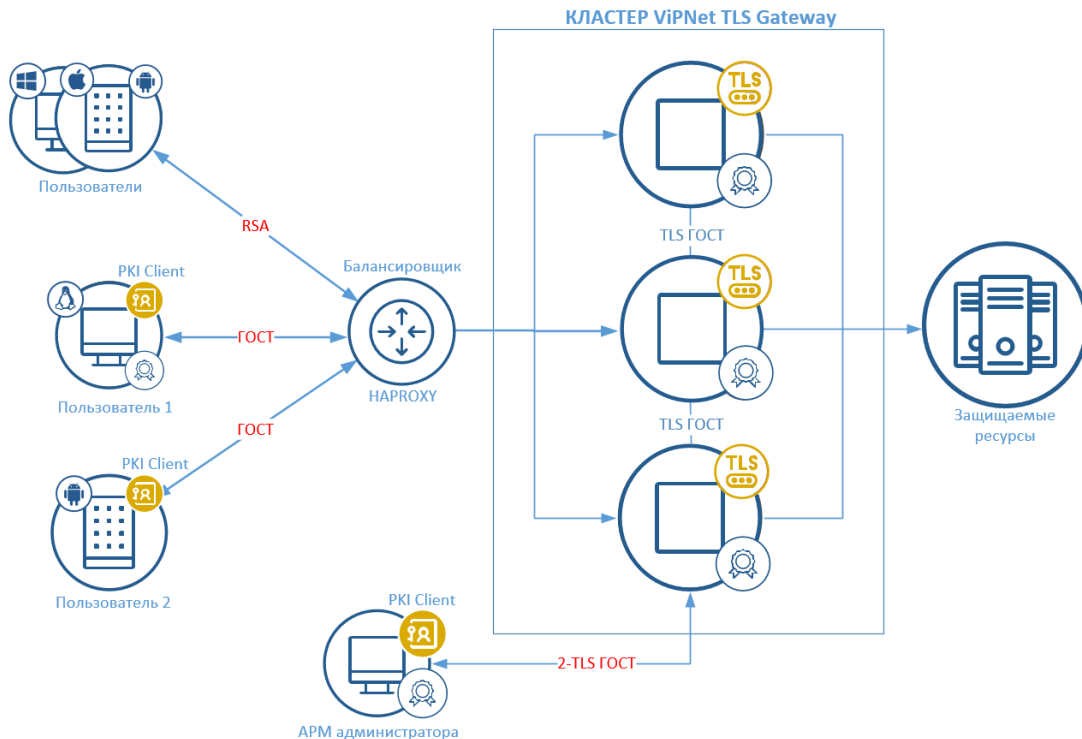 КЛАСТЕР ViPNet TLS Gateway
TLS
Пользователи
RSA
TLS ГОСТ
PKI Client
Балансировщик
TLS
ГОСТ
HAPROXY
Пользователь 1
TLS ГОСТ
Защищаемые
ресурсы
ГОСТ
PKI Client
TLS
Пользователь 2
PKI Client
2-TLS ГОСТ
АРМ администратора